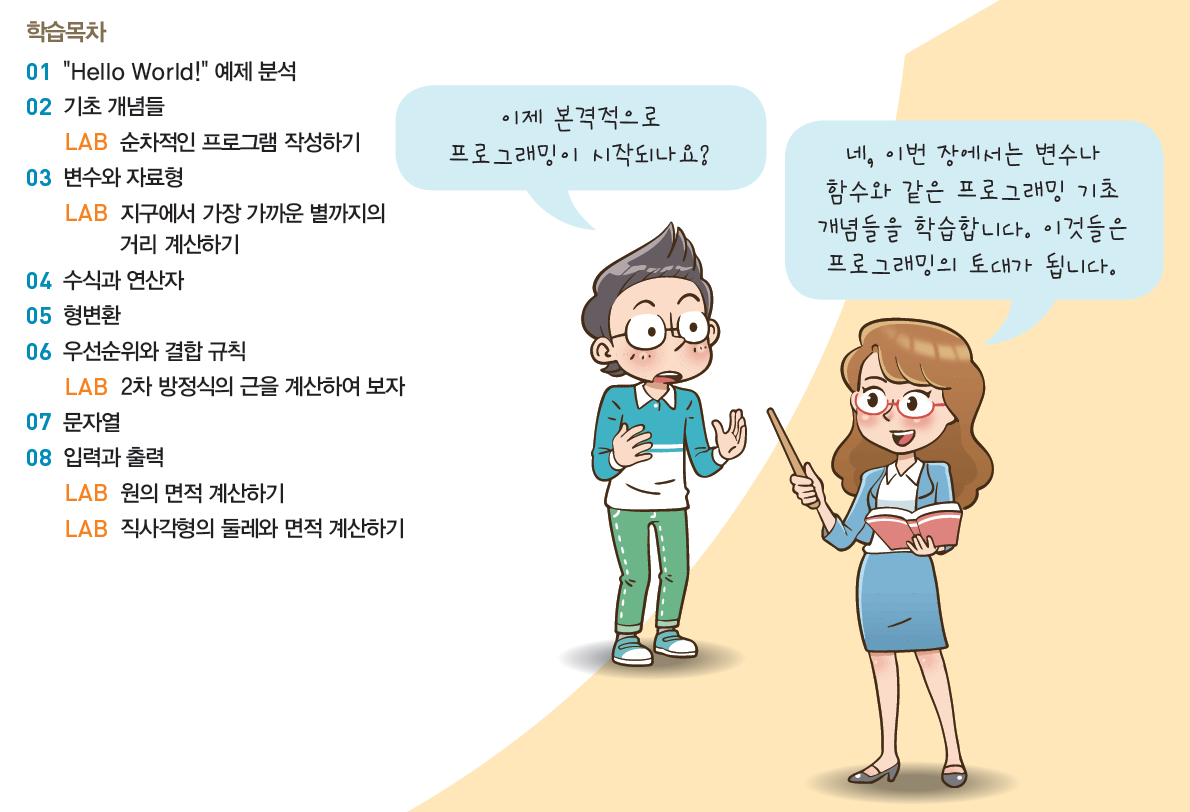 학습목차
01 "Hello World!" 예제 분석
02 기초 개념들
LAB 순차적인 프로그램 작성하기
03 변수와 자료형
LAB 지구에서 가장 가까운 별까지의
거리 계산하기
04 수식과 연산자
05 형변환
06 우선순위와 결합 규칙
LAB 2차 방정식의 근을 계산하여 보자
07 문자열
08 입력과 출력
LAB 원의 면적 계산하기
LAB 직사각형의 둘레와 면적 계산하기
이제 본격적으로
프로그래밍이 시작되나요?
네, 이번 장에서는 변수나
함수와 같은 프로그래밍 기초
개념들을 학습합니다. 이것들은
프로그래밍의 토대가 됩니다.